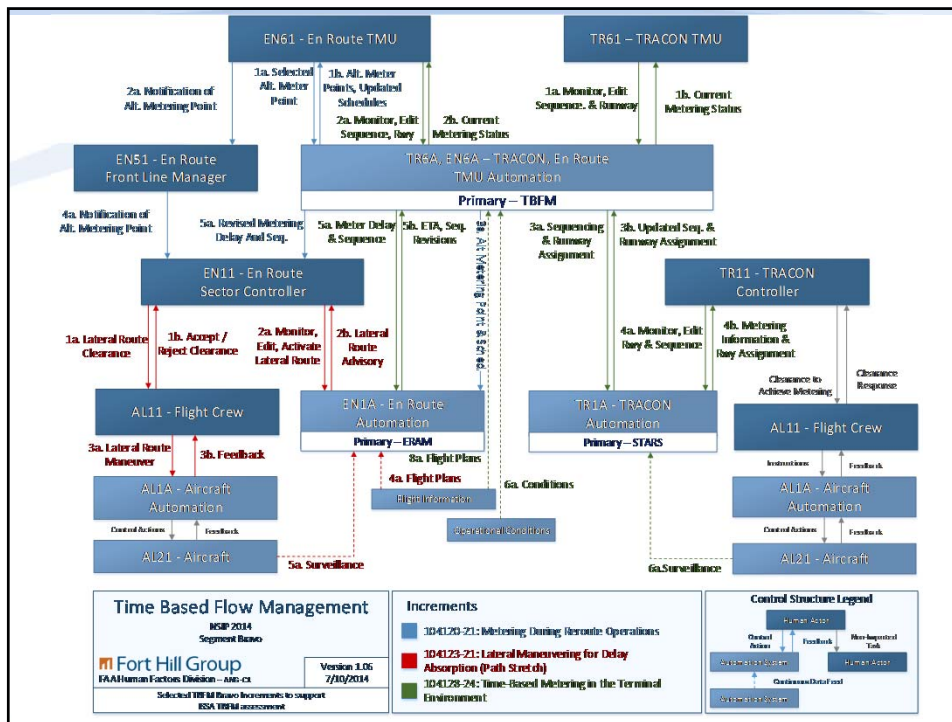 EN61 - En Route TMU
TR61 – TRACON TMU
1a. Selected
Alt. Meter
Point
1b. Alt. Meter
Points, Updated
Schedules
2a. Notification of
Alt. Metering Point
2a. Monitor, Edit
Sequence, Rwy
2b. Current
Metering Status
1a. Monitor, Edit
Sequence. & Runway
1b. Current
Metering Status
EN51 - En Route
Front Line Manager
TR6A, EN6A – TRACON, En Route
TMU Automation
Primary – TBFM
4a. Notification of
Alt. Metering Point
5a. Revised Metering
Delay And Seq.
5a. Meter Delay
& Sequence
5b. ETA, Seq.
Revisions
3a. Sequencing
& Runway
Assignment
3b. Updated Seq. &
Runway Assignment
EN11 - En Route
Sector Controller
TR11 - TRACON
Controller
1a. Lateral Route
Clearance
1b. Accept /
Reject Clearance
2a. Monitor,
Edit, Activate
Lateral Route
2b. Lateral
Route
Advisory
Alt. Metering Point
4a. Monitor, Edit
Rwy & Sequence
4b. Metering
Information &
Rwy Assignment
Clearance to
Achieve Metering
Clearance
Response
AL11 - Flight Crew
EN1A - En Route
Automation
Primary – ERAM
TR1A - TRACON
Automation
Primary – STARS
AL11 - Flight Crew
3a. Lateral Route
Maneuver
3b. Feedback
8a. Flight Plans
4a. Flight Plans
6a. Conditions
Instructions
Feedback
AL1A - Aircraft
Automation
Flight Information
AL1A - Aircraft
Automation
Control Actions
Feedback
Operational Conditions
Control Actions
Feedback
AL21 - Aircraft
5a. Surveillance
6a.Surveillance
AL21 - Aircraft
Time Based Flow Management
NSIP 2014
Segment Bravo
Fort Hill Group
FAA Human Factors Division – ANG-C1
Version 1.06
7/10/2014
Selected TBFM Bravo Increments to support
ISSA TBFM assessment
Increments
104120-21: Metering During Reroute Operations
104123-21: Lateral Maneuvering for Delay
Absorption (Path Stretch)
104128-24: Time-Based Metering in the Terminal
Environment
Control Structure Legend
Human Actor
Control
Action
Feedback
Non-Impacted
Task
Automation System
Human Actor
Continuous Data Feed
Automation System